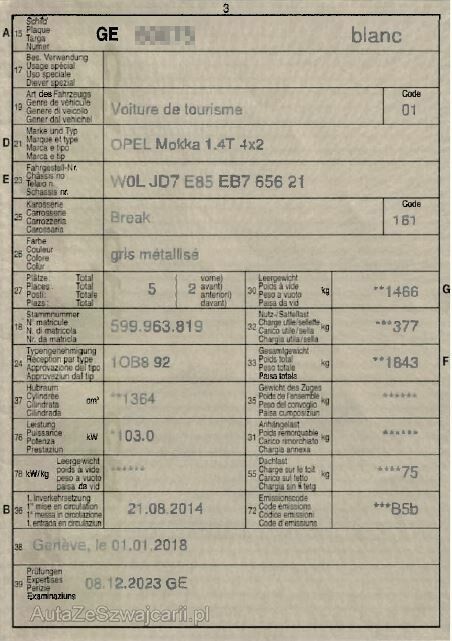 3
A 15 Schild
Plaque
Targa
Numer
GE
blanc
17 Bes. Verwendung
Usage spécial
Uso speciale
Diever spezial
19 Art des Fahrzeugs
Genre de véhicule
Genere di veicolo
Gener dal vehichel
Voiture de tourisme
Code
01
D 21 Marke und Typ
Marque et type
Marca e tipo
Marca e tip
OPEL Mokka 1.4T 4x2
E 23 Fahrgestell-Nr.
Châssis no
Telaio n.
Schassis nr.
W0L JD7 E85 EB7 656 21
25 Karosserie
Carrosserie
Carrozzeria
Carossaria
Break
Code
161
26 Farbe
Couleur
Colore
Colur
gris métallisé
27 Plätze: Total vorne)
Places: Total avant)
Posti: Totale anteriori)
Plazs: Total davant)
5 2
30 Leergewicht
Poids à vide
Peso a vuoto
Paisa da vid
kg
**1466
G
18 Stammnummer
N° matricule
N° di matricola
Nr. da matricla
599.963.819
32 Nutz-/Sattellast
Charge utile/sellette
Carico utile/sella
Chargia utila/sella
kg
***377
24 Typengenehmigung
Réception par type
Approvazione del tipo
Approvaziun dal tip
1OB8 92
33 Gesamtgewicht
Poids total
Peso totale
Paisa totala
kg
**1843
F
37 Hubraum
Cylindrée
Cilindrata
Cilindrada
cm³
**1364
35 Gewicht des Zuges
Poids de l'ensemble
Peso del convoglio
Paisa cumposiziun
kg
******
76 Leistung
Puissance
Potenza
Prestaziun
kW
*103.0
31 Anhängelast
Poids remorquable
Carico rimorchiato
Chargia annexa
kg
******
78 kW/kg
Leergewicht
poids à vide
peso a vuoto
paisa da vid
******
55 Dachlast
Charge sur le toit
Carico sul tetto
Chargia sin il tetg
kg
****75
B 36 1. Inverkehrsetzung
1re mise en circulation
1a messa in circolazione
1. entrada en circulaziun
21.08.2014
72 Emissionscode
Code émissions
Codice emissioni
Code d'emissiuns
***B5b
38 Genève, le 01.01.2018
39 Prüfungen
Expertises
Perizie
Examinaziuns
08.12.2023 GE
AutaZeSzwajcarii.pl